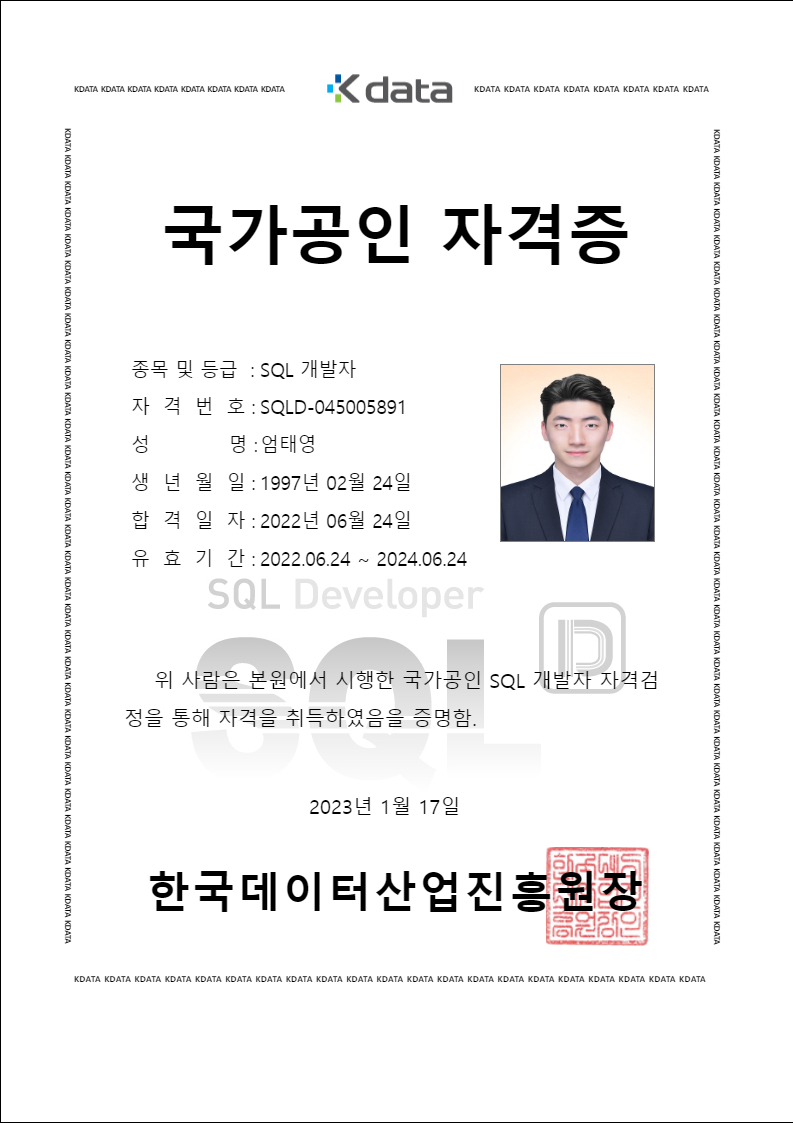 KDATA KDATA KDATA KDATA KDATA KDATA KDATA KDATA
K data
KDATA KDATA KDATA KDATA KDATA KDATA KDATA KDATA
국가공인 자격증
종목 및 등급 : SQL 개발자
자 격 번 호 : SQLD-045005891
성 명 : 엄태영
생 년 월 일 : 1997년 02월 24일
합 격 일 자 : 2022년 06월 24일
유 효 기 간 : 2022.06.24 ~ 2024.06.24
SQL Developer
SQL
D
위 사람은 본원에서 시행한 국가공인 SQL 개발자 자격검
정을 통해 자격을 취득하였음을 증명함.
2023년 1월 17일
한국데이터산업진흥원장
KDATA KDATA KDATA KDATA KDATA KDATA KDATA KDATA KDATA KDATA KDATA KDATA KDATA KDATA KDATA KDATA KDATA KDATA KDATA KDATA KDATA